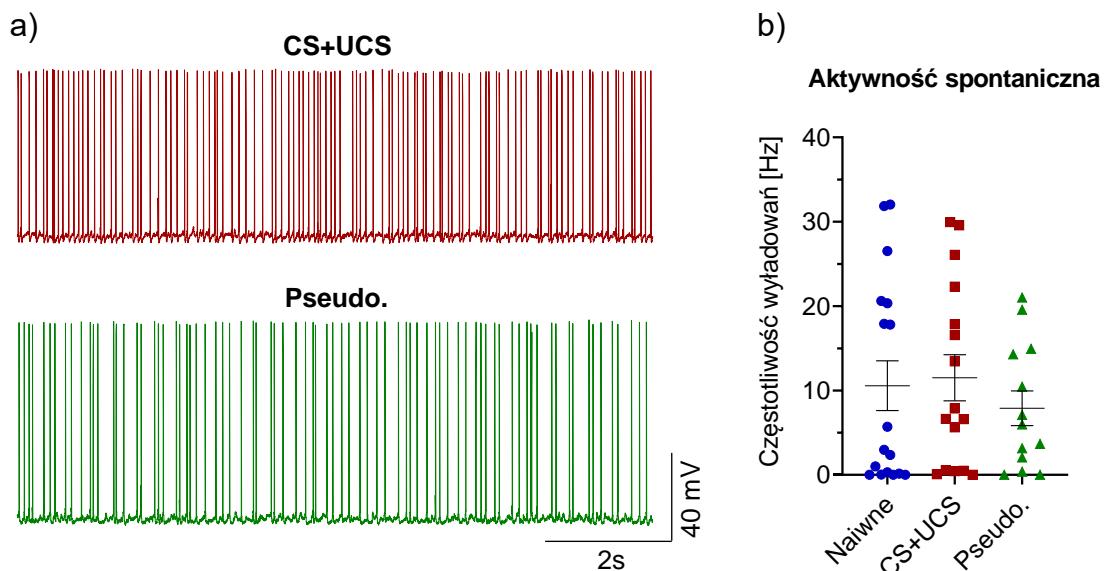 a)
CS+UCS
Pseudo.
40 mV
2s
b)
Aktywność spontaniczna
Częstotliwość wyładowań [Hz]
40
30
20
10
0
Naiwne
CS+UCS
Pseudo.